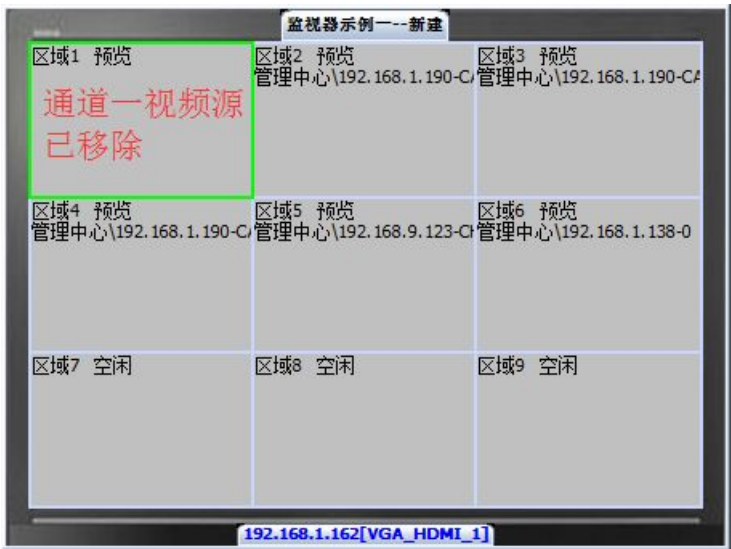 监视器示例一--新建
区域1 预览
通道一视频源
已移除
区域2 预览
管理中心\192.168.1.190-CA
区域3 预览
管理中心\192.168.1.190-CA
区域4 预览
管理中心\192.168.1.190-CA
区域5 预览
管理中心\192.168.9.123-CH
区域6 预览
管理中心\192.168.1.138-0
区域7 空闲
区域8 空闲
区域9 空闲
192.168.1.162[VGA_HDMI_1]